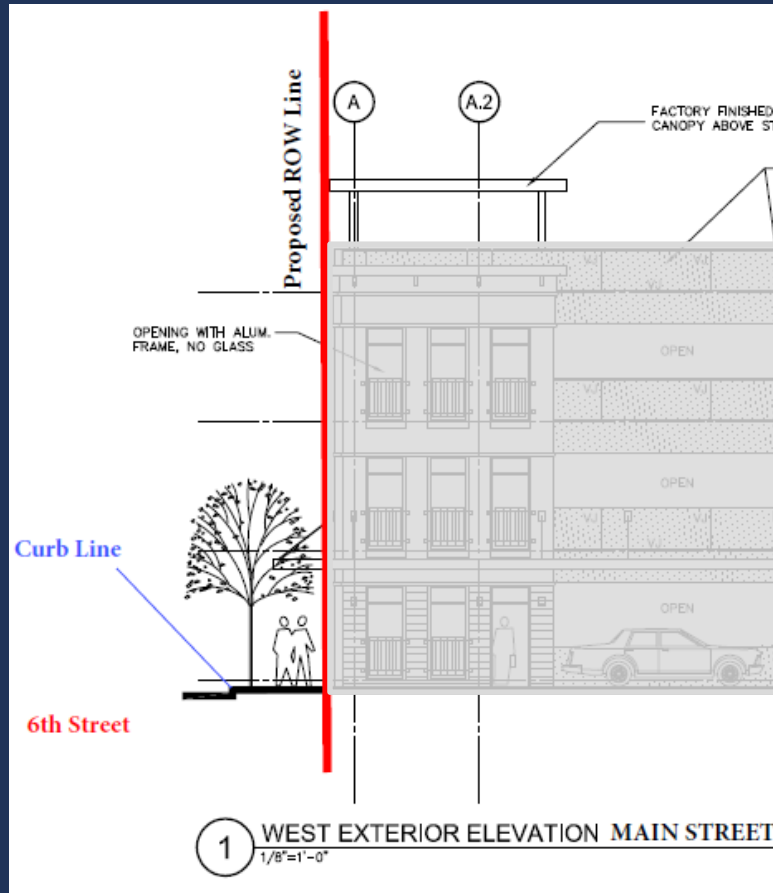 Proposed ROW Line
A
A.2
FACTORY FINISHED
CANOPY ABOVE ST
OPENING WITH ALUM.
FRAME, NO GLASS
V.J
V.J
V.J
OPEN
V.J
V.J
OPEN
V.J
V.J
V.J
OPEN
Curb Line
6th Street
1
WEST EXTERIOR ELEVATION MAIN STREET
1/8"=1'-0"